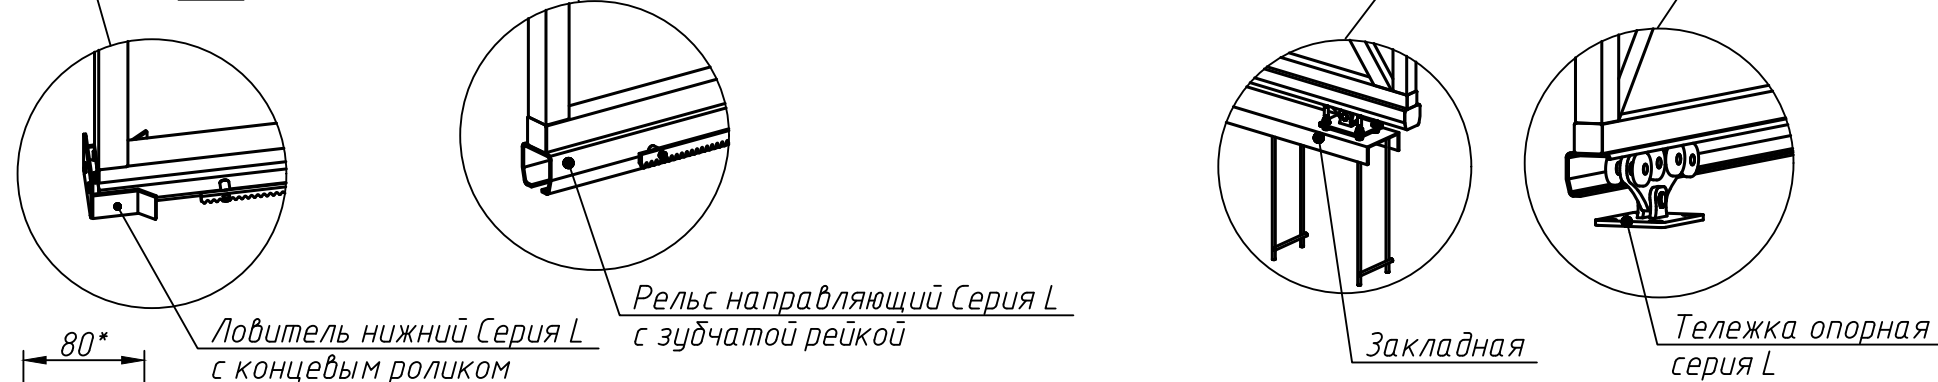 Рельс направляющий Серия L
с зубчатой рейкой
Ловитель нижний Серия L
с концевым роликом
80*
Закладная
Тележка опорная
серия L